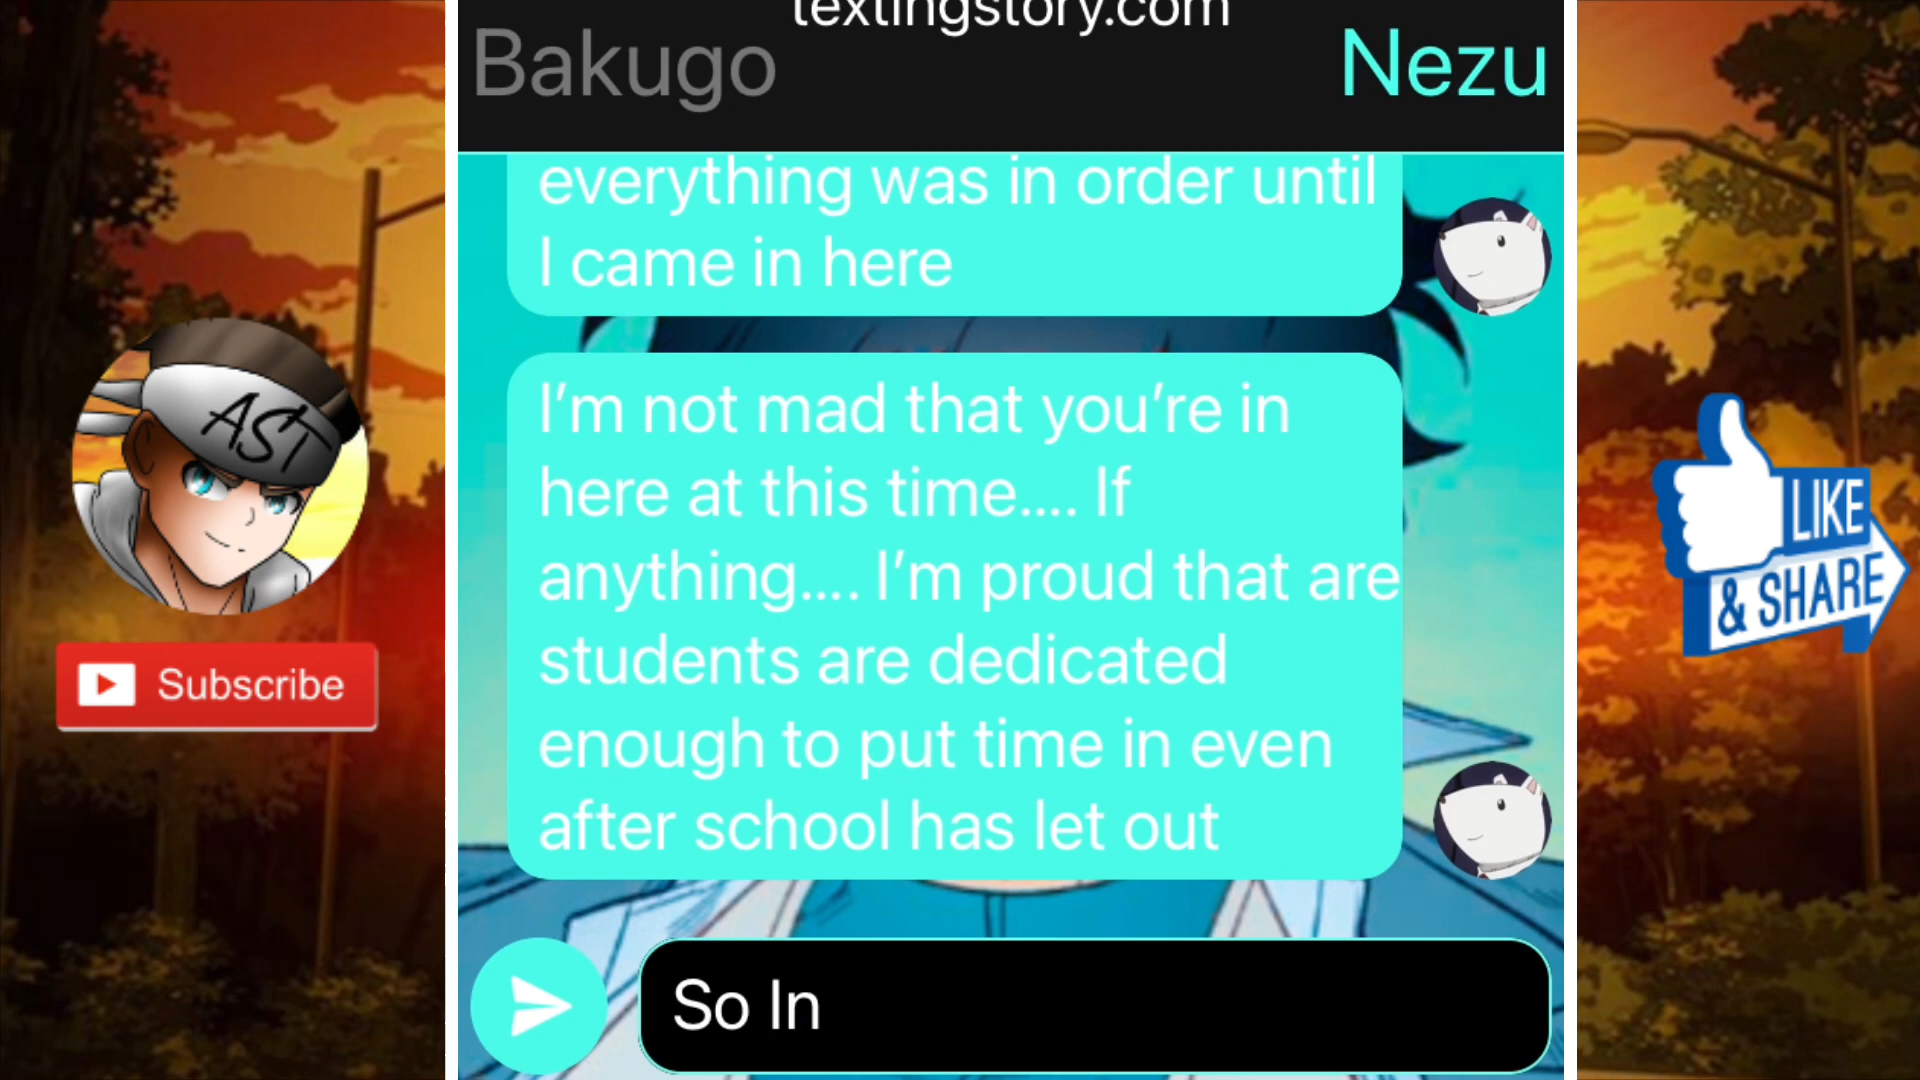 textingstory.com
Bakugo
Nezu
everything was in order until
I came in here
I’m not mad that you’re in
here at this time.... If
anything.... I’m proud that are
students are dedicated
enough to put time in even
after school has let out
So In
AST
Subscribe
LIKE
& SHARE